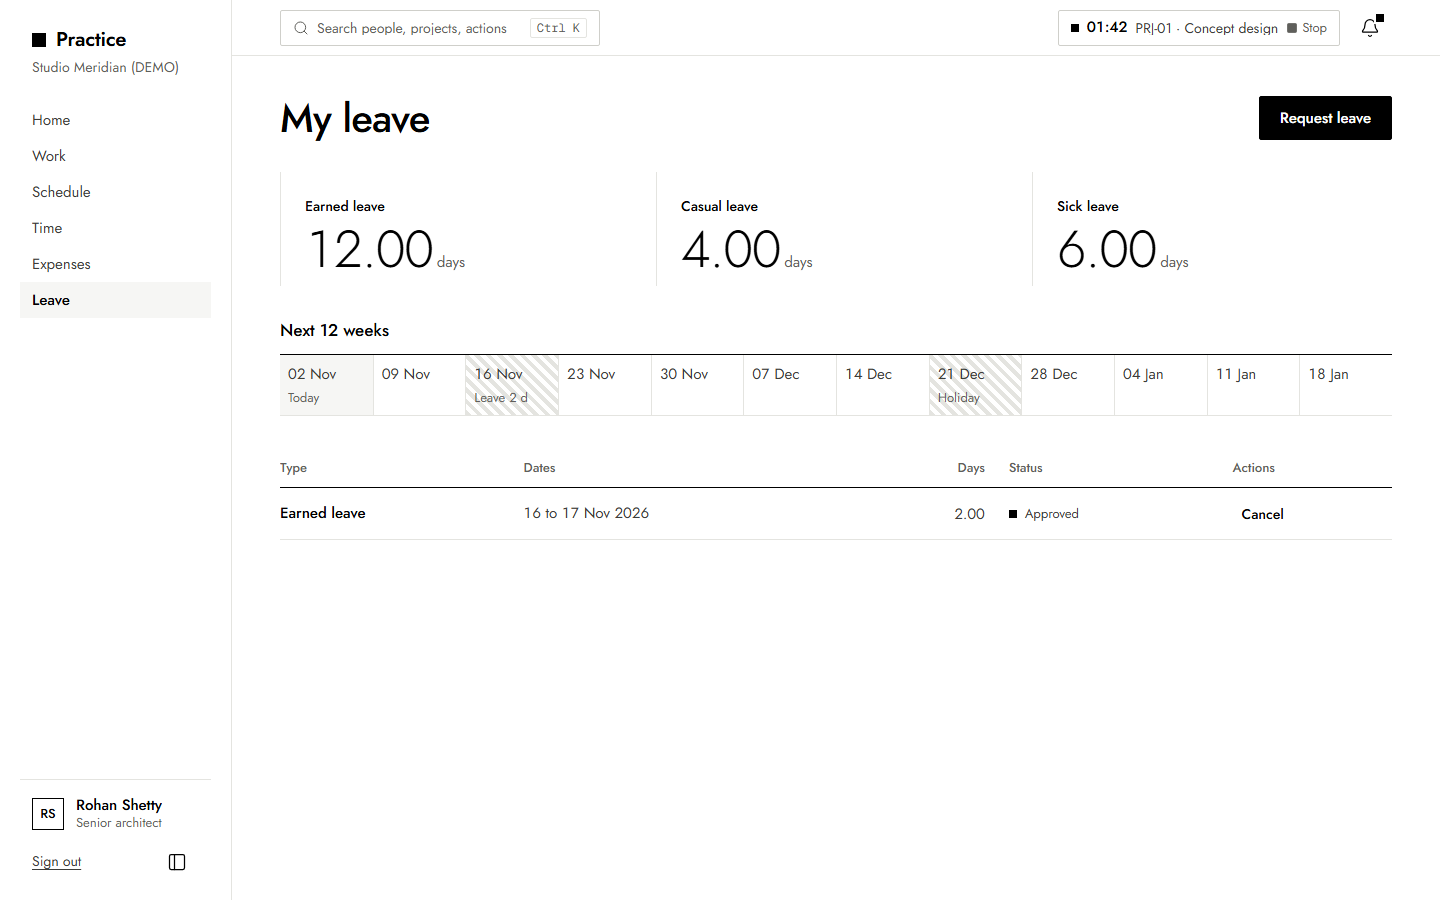 Practice
Studio Meridian (DEMO)
Home
Work
Schedule
Time
Expenses
Leave
RS
Rohan Shetty
Senior architect
Sign out
Search people, projects, actions Ctrl K
01:42 PRJ-01 · Concept design Stop
My leave
Request leave
Earned leave
12.00 days
Casual leave
4.00 days
Sick leave
6.00 days
Next 12 weeks
02 Nov 09 Nov 16 Nov 23 Nov 30 Nov 07 Dec 14 Dec 21 Dec 28 Dec 04 Jan 11 Jan 18 Jan
Today Leave 2 d Holiday
Type Dates Days Status Actions
Earned leave 16 to 17 Nov 2026 2.00 Approved Cancel